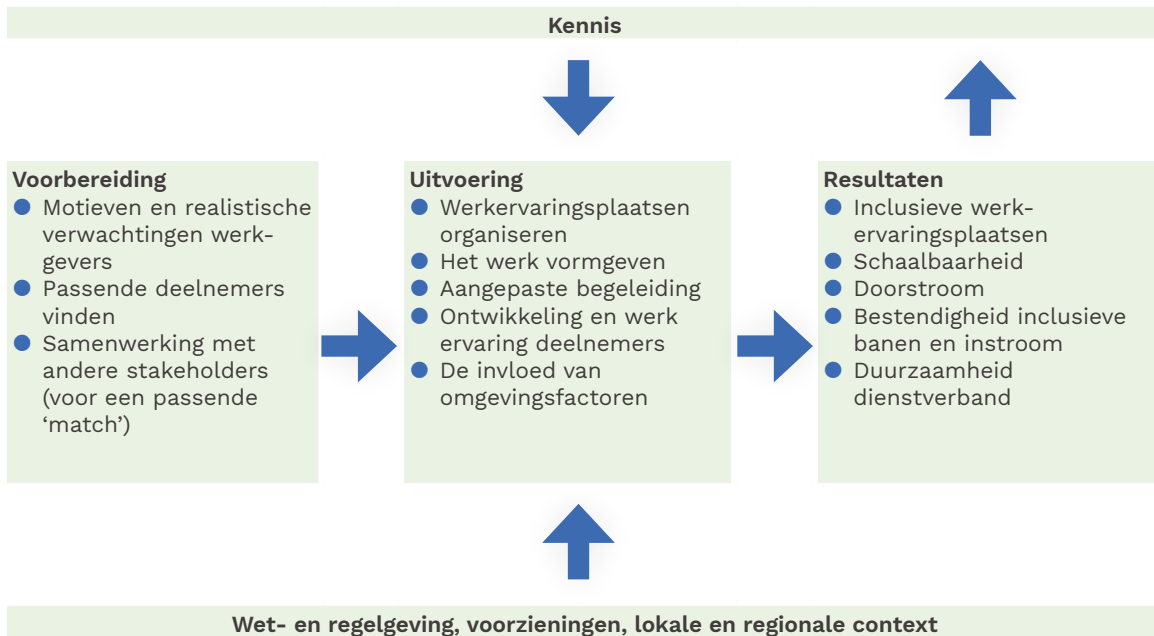 Kennis
Voorbereiding
Motieven en realistische
verwachtingen werk-
gevers
Passende deelnemers
vinden
Samenwerking met
andere stakeholders
(voor een passende
‘match’)
Uitvoering
Werkervaringsplaatsen
organiseren
Het werk vormgeven
Aangepaste begeleiding
Ontwikkeling en werk
ervaring deelnemers
De invloed van
omgevingsfactoren
Resultaten
Inclusieve werk-
ervaringsplaatsen
Schaalbaarheid
Doorstroom
Bestendigheid inclusieve
banen en instroom
Duurzaamheid
dienstverband
Wet- en regelgeving, voorzieningen, lokale en regionale context